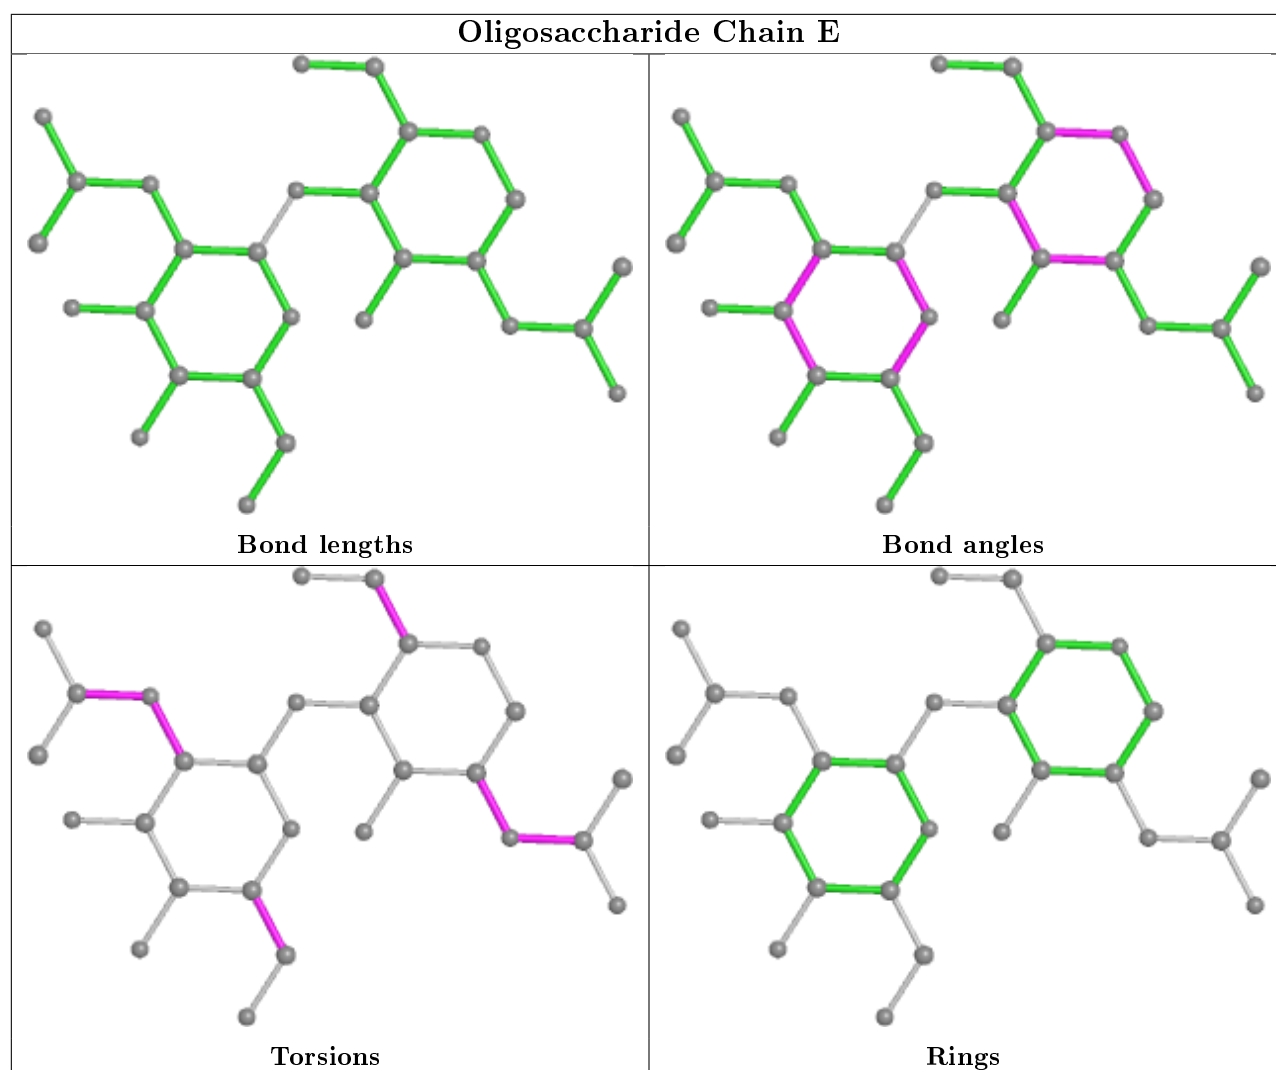 Oligosaccharide Chain E
Bond lengths
Bond angles
Torsions
Rings